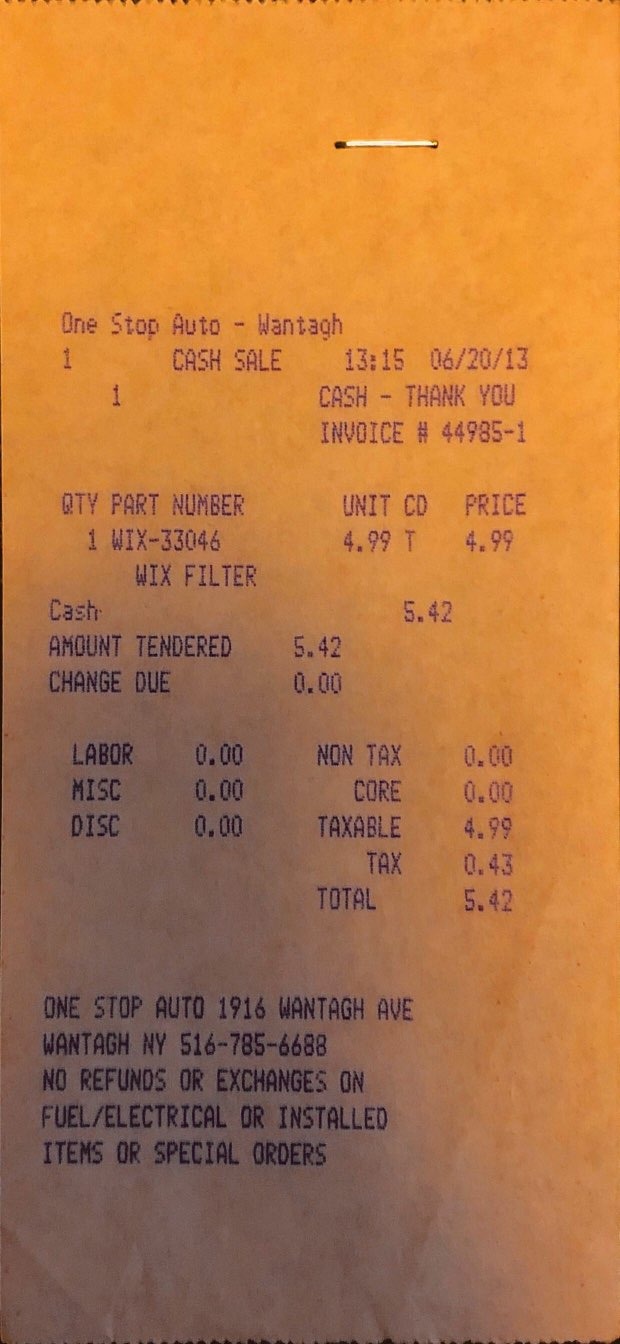 One Stop Auto - Wantagh
1 CASH SALE 13:15 06/20/13
1 CASH - THANK YOU
INVOICE # 44985-1
QTY PART NUMBER UNIT CD PRICE
1 WIX-33046 4.99 T 4.99
WIX FILTER
Cash 5.42
AMOUNT TENDERED 5.42
CHANGE DUE 0.00
LABOR 0.00 NON TAX 0.00
MISC 0.00 CORE 0.00
DISC 0.00 TAXABLE 4.99
TAX 0.43
TOTAL 5.42
ONE STOP AUTO 1916 WANTAGH AVE
WANTAGH NY 516-785-6688
NO REFUNDS OR EXCHANGES ON
FUEL/ELECTRICAL OR INSTALLED
ITEMS OR SPECIAL ORDERS